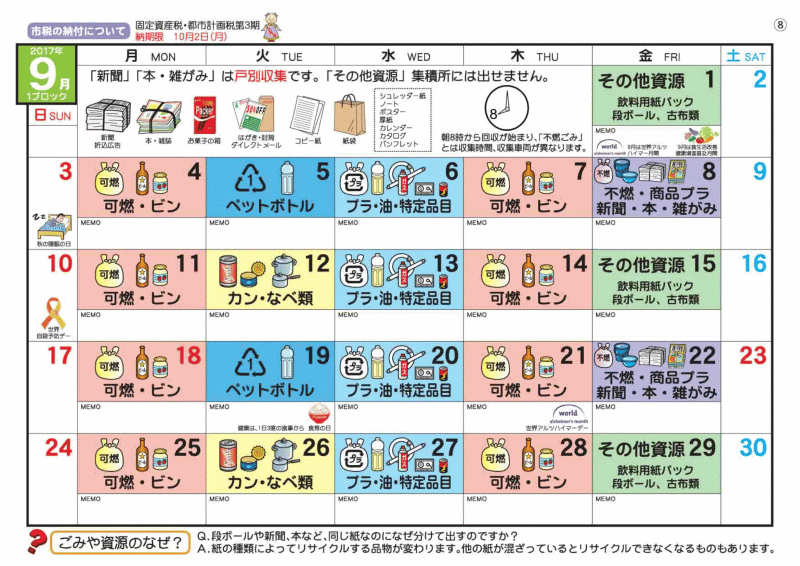 市税の納付について
固定資産税・都市計画税第3期
納期限 10月2日(月)
⑧
2017年
9月
1ブロック
日 SUN
月 MON
火 TUE
水 WED
木 THU
金 FRI
土 SAT
「新聞」「本・雑がみ」は戸別収集です。「その他資源」集積所には出せません。
新聞
折込広告
本・雑誌
Pocket
お菓子の箱
50%OFF
はがき・封筒
ダイレクトメール
コピー紙
紙袋
シュレッダー紙
ノート
ポスター
厚紙
カレンダー
カタログ
パンフレット
8
朝8時から回収が始まり、「不燃ごみ」
とは収集時間、収集車両が異なります。
その他資源 1
飲料用紙パック
段ボール、古布類
MEMO
world
alzheimer's month
9月は世界アルツ
ハイマー月間
9月は食生活改善
健康増進普及月間
2
3
秋の睡眠の日
可燃 4
可燃・ビン
MEMO
1 5
ペットボトル
MEMO
プラ 6
プラ・油・特定品目
MEMO
可燃 7
可燃・ビン
MEMO
不燃 8
不燃・商品プラ
新聞・本・雑がみ
MEMO
9
10
世界
自殺予防デー
可燃 11
可燃・ビン
MEMO
12
カン・なべ類
MEMO
プラ 13
プラ・油・特定品目
MEMO
可燃 14
可燃・ビン
MEMO
その他資源 15
飲料用紙パック
段ボール、古布類
MEMO
16
17
可燃 18
可燃・ビン
MEMO
1 19
ペットボトル
MEMO
健康は、1日3度の食事から 食育の日
プラ 20
プラ・油・特定品目
MEMO
可燃 21
可燃・ビン
MEMO
world
alzheimer's month
世界アルツハイマーデー
不燃 22
不燃・商品プラ
新聞・本・雑がみ
MEMO
23
24
可燃 25
可燃・ビン
MEMO
26
カン・なべ類
MEMO
プラ 27
プラ・油・特定品目
MEMO
可燃 28
可燃・ビン
MEMO
その他資源 29
飲料用紙パック
段ボール、古布類
MEMO
30
?
ごみや資源のなぜ?
Q.段ボールや新聞、本など、同じ紙なのになぜ分けて出すのですか?
A.紙の種類によってリサイクルする品物が変わります。他の紙が混ざっているとリサイクルできなくなるものもあります。